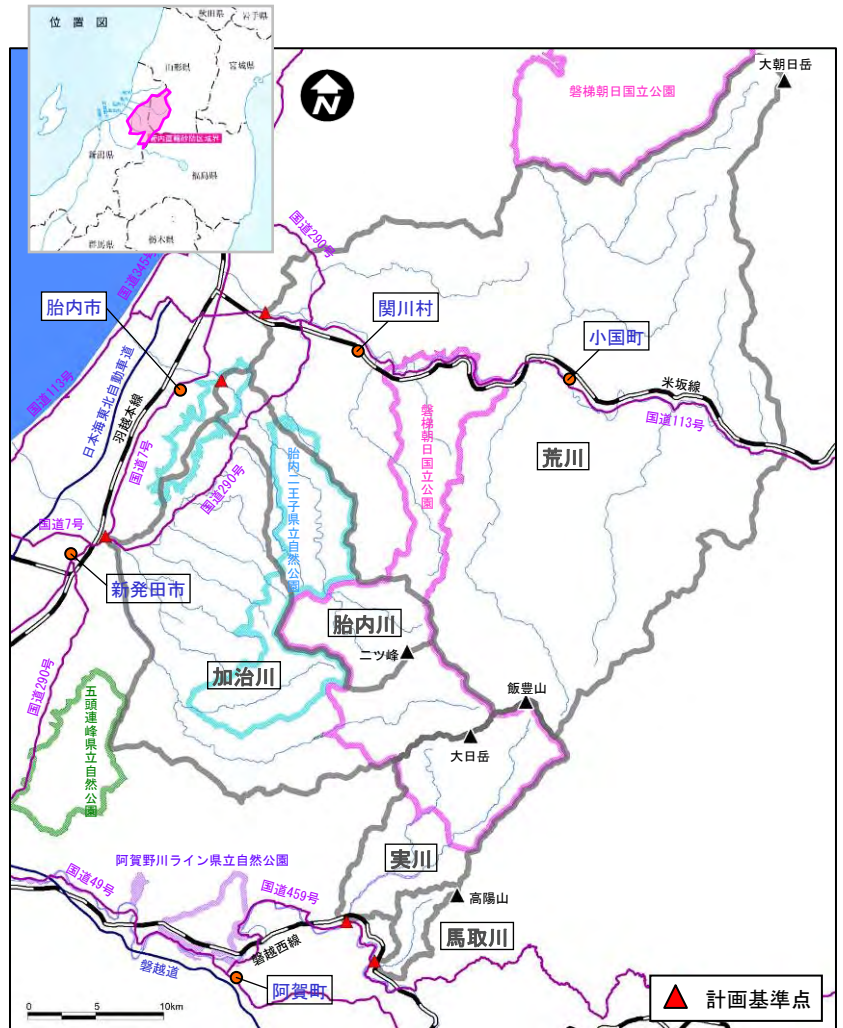 位置図
秋田県
岩手県
山形県
宮城県
新潟県
福島県
群馬県
栃木県
大朝日岳
磐梯朝日国立公園
国道290号
国道345号
胎内市
関川村
小国町
米坂線
国道113号
国道113号
日本海東北自動車道
羽越本線
国道7号
国道290号
胎内二王子県立自然公園
磐梯朝日国立公園
荒川
国道7号
新発田市
胎内川
二ツ峰
加治川
飯豊山
大日岳
国道290号
五頭連峰県立自然公園
実川
阿賀野川ライン県立自然公園
国道49号
国道459号
高陽山
馬取川
磐越西線
磐越道
阿賀町
0 5 10km
計画基準点
N